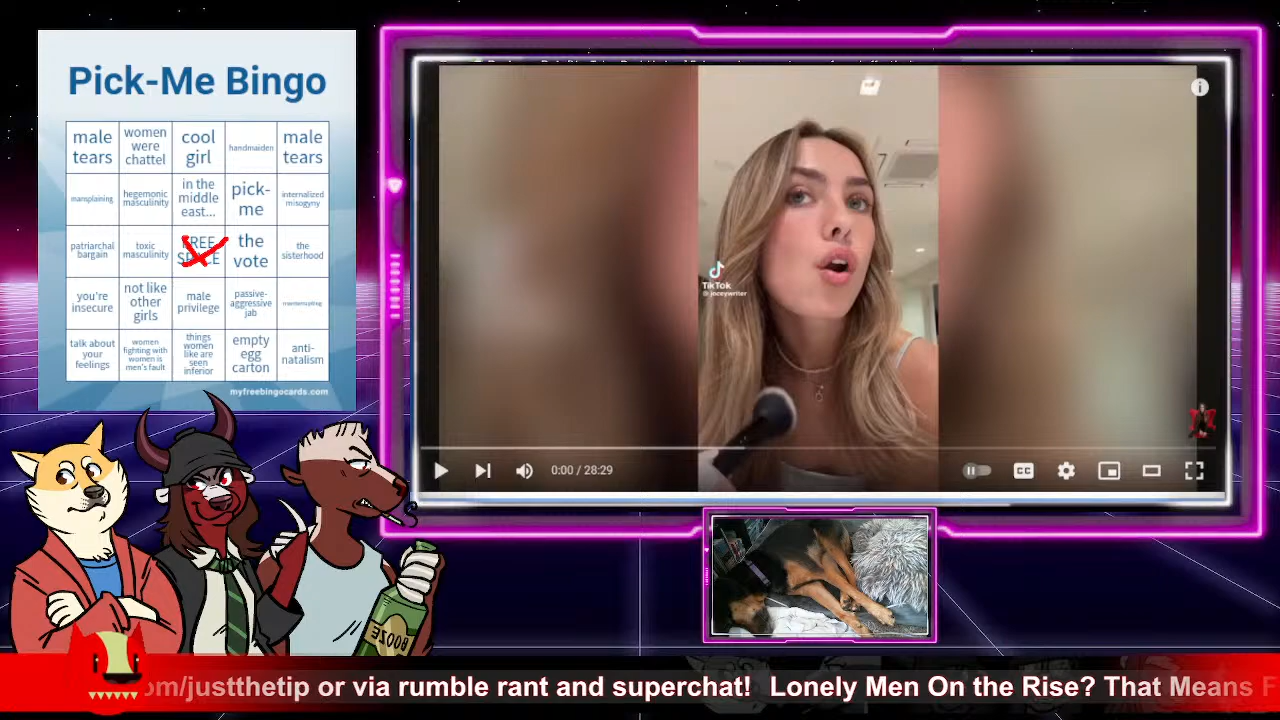 Pick-Me Bingo
male
tears
women
were
chattel
cool
girl
handmaiden
male
tears
mansplaining
hegemonic
masculinity
in the
middle
east...
pick-
me
internalized
misogyny
patriarchal
bargain
toxic
masculinity
FREE
SPACE
the
vote
the
sisterhood
you're
insecure
not like
other
girls
male
privilege
passive-
aggressive
jab
talk about
your
feelings
women
fighting with
women is
men's fault
things
women
like are
seen
inferior
empty
egg
carton
anti-
natalism
myfreebingocards.com
TikTok
@joceywriter
0:00 / 28:29
CC
BOOZE
om/justthetip or via rumble rant and superchat! Lonely Men On the Rise? That Means F